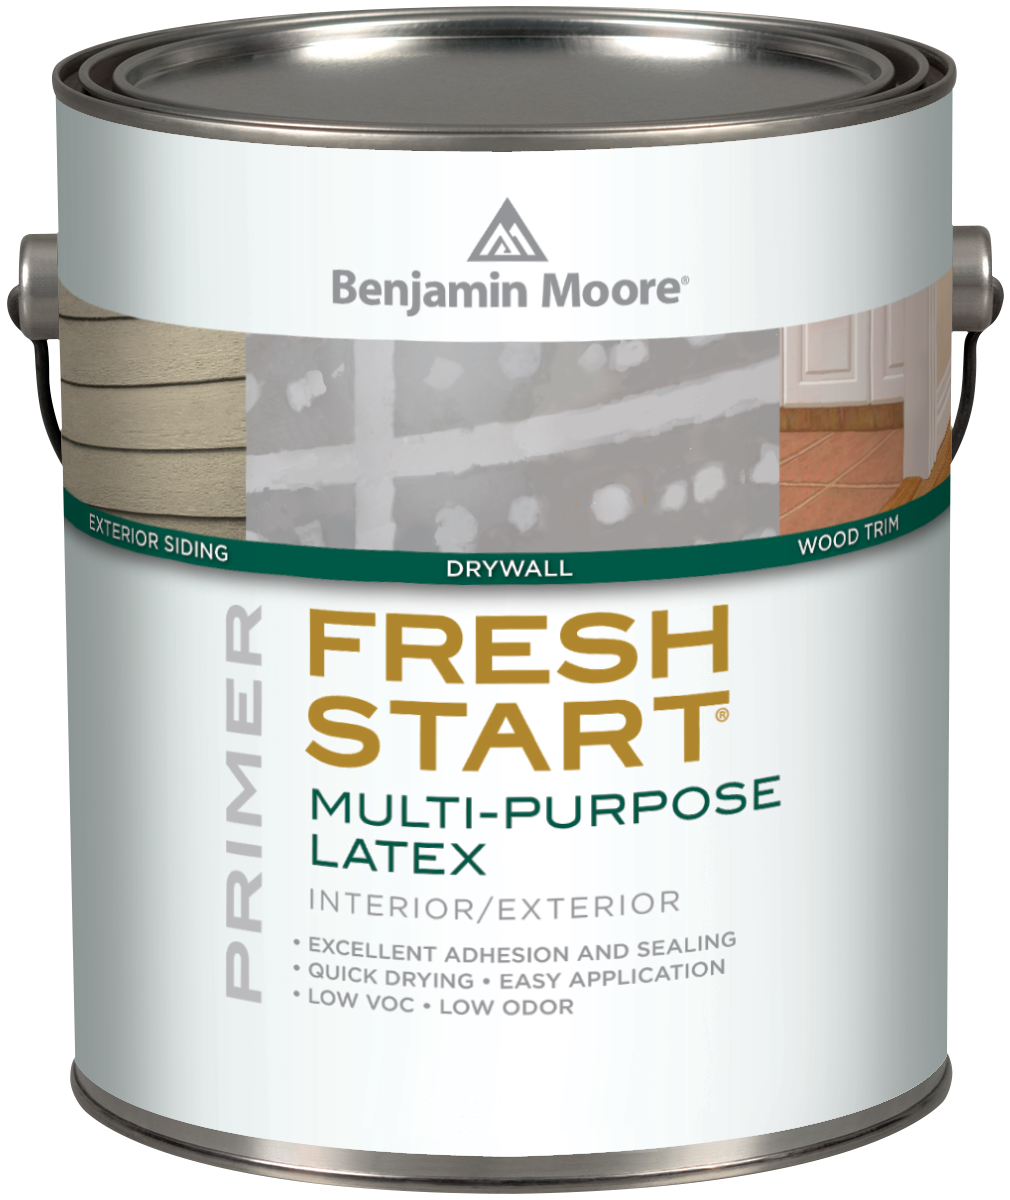 Benjamin Moore®
EXTERIOR SIDING
DRYWALL
WOOD TRIM
PRIMER
FRESH
START®
MULTI-PURPOSE
LATEX
INTERIOR/EXTERIOR
• EXCELLENT ADHESION AND SEALING
• QUICK DRYING • EASY APPLICATION
• LOW VOC • LOW ODOR